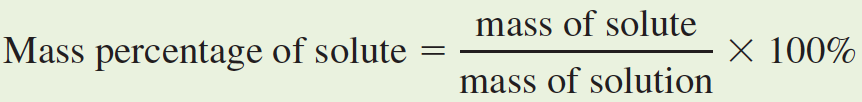 mass of solute
Mass percentage of solute = × 100%
mass of solution